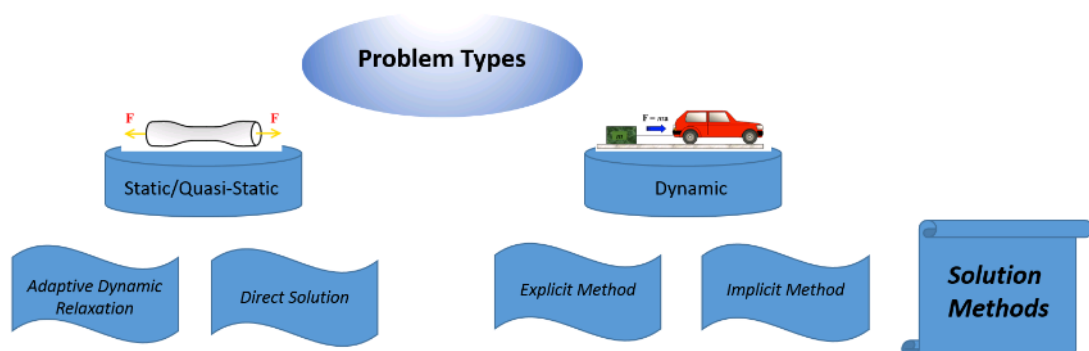 Problem Types
F
F
F = ma
m
Static/Quasi-Static
Dynamic
Adaptive Dynamic
Relaxation
Direct Solution
Explicit Method
Implicit Method
Solution
Methods